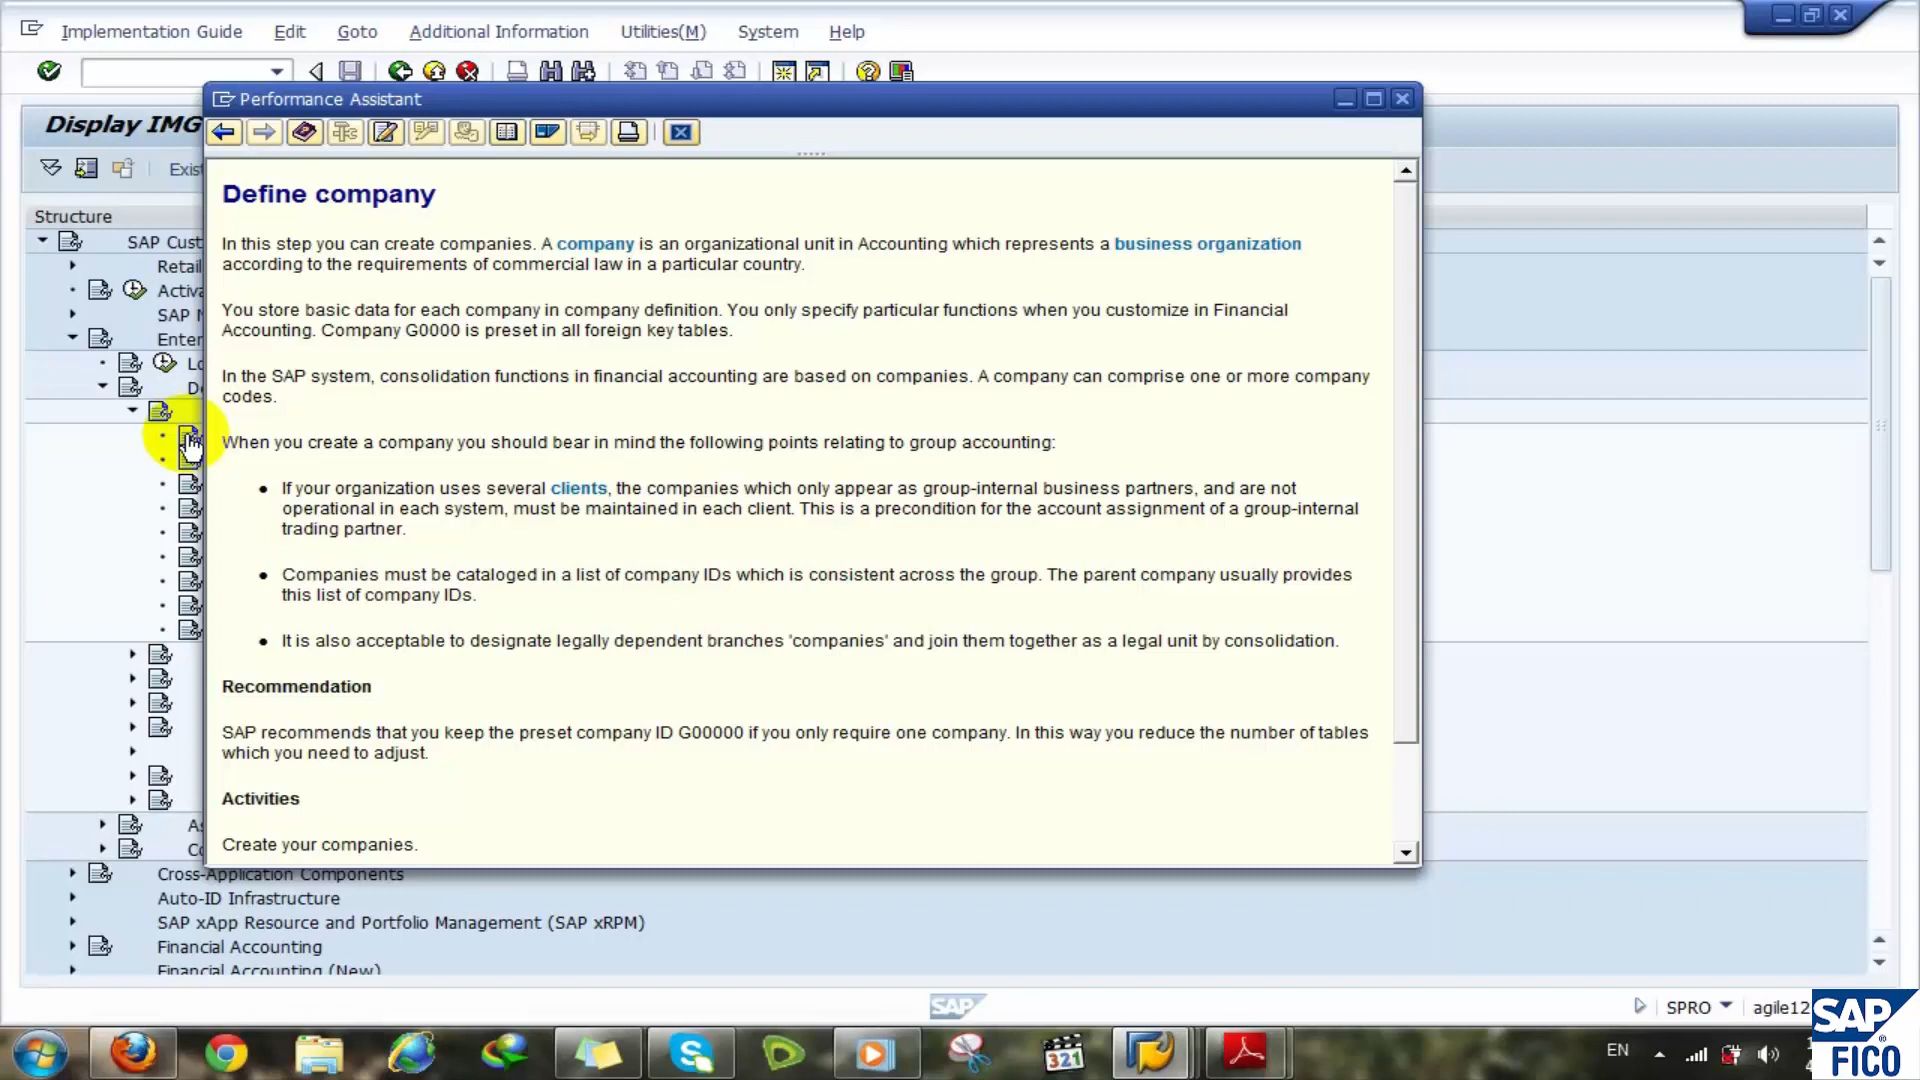 Implementation Guide Edit Goto Additional Information Utilities(M) System Help
Performance Assistant
Display IMG
Exis
Define company
Structure
SAP Cust
Retail
Activa
SAP N
Enter
Lo
De
In this step you can create companies. A company is an organizational unit in Accounting which represents a business organization
according to the requirements of commercial law in a particular country.
You store basic data for each company in company definition. You only specify particular functions when you customize in Financial
Accounting. Company G0000 is preset in all foreign key tables.
In the SAP system, consolidation functions in financial accounting are based on companies. A company can comprise one or more company
codes.
When you create a company you should bear in mind the following points relating to group accounting:
• If your organization uses several clients, the companies which only appear as group-internal business partners, and are not
operational in each system, must be maintained in each client. This is a precondition for the account assignment of a group-internal
trading partner.
• Companies must be cataloged in a list of company IDs which is consistent across the group. The parent company usually provides
this list of company IDs.
• It is also acceptable to designate legally dependent branches 'companies' and join them together as a legal unit by consolidation.
Recommendation
SAP recommends that you keep the preset company ID G00000 if you only require one company. In this way you reduce the number of tables
which you need to adjust.
Activities
Create your companies.
As
Co
Cross-Application Components
Auto-ID Infrastructure
SAP xApp Resource and Portfolio Management (SAP xRPM)
Financial Accounting
Financial Accounting (New)
SAP
SPRO agile12
SAP
FICO
321
EN